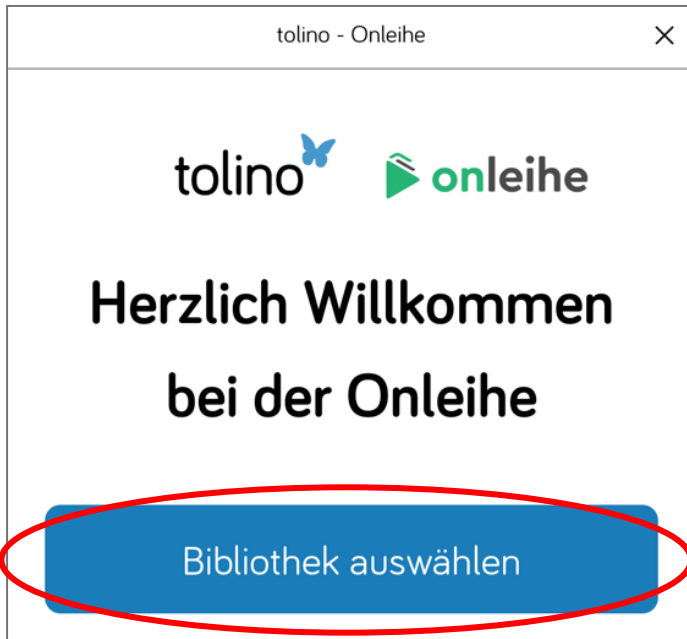 tolino - Onleihe
tolino onleihe
Herzlich Willkommen
bei der Onleihe
Bibliothek auswählen